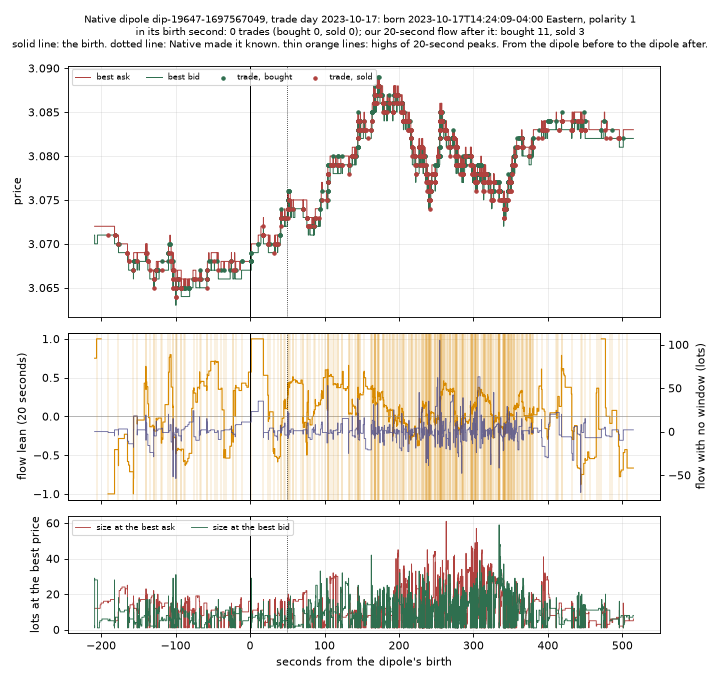 Native dipole dip-19647-1697567049, trade day 2023-10-17: born 2023-10-17T14:24:09-04:00 Eastern, polarity 1
in its birth second: 0 trades (bought 0, sold 0); our 20-second flow after it: bought 11, sold 3
solid line: the birth. dotted line: Native made it known. thin orange lines: highs of 20-second peaks. From the dipole before to the dipole after.
best ask best bid trade, bought trade, sold
3.090
3.085
3.080
3.075
3.070
3.065
price
1.0
0.5
0.0
−0.5
−1.0
flow lean (20 seconds)
100
50
0
−50
flow with no window (lots)
size at the best ask size at the best bid
60
40
20
0
lots at the best price
−200 −100 0 100 200 300 400 500
seconds from the dipole's birth